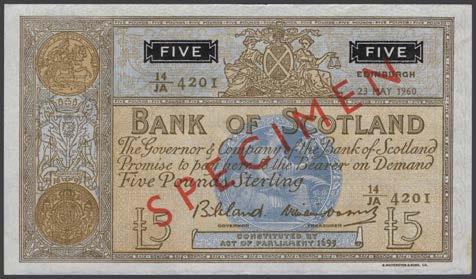 FIVE
FIVE
14
JA 4201
EDINBURGH
23 MAY 1960
SPECIMEN
BANK OF SCOTLAND
The Governor & Company of the Bank of Scotland
Promise to pay here to the Bearer on Demand
Five Pounds Sterling
14
JA 4201
£5
£5
GOVERNOR
TREASURER
CONSTITUTED BY
ACT OF PARLIAMENT 1695